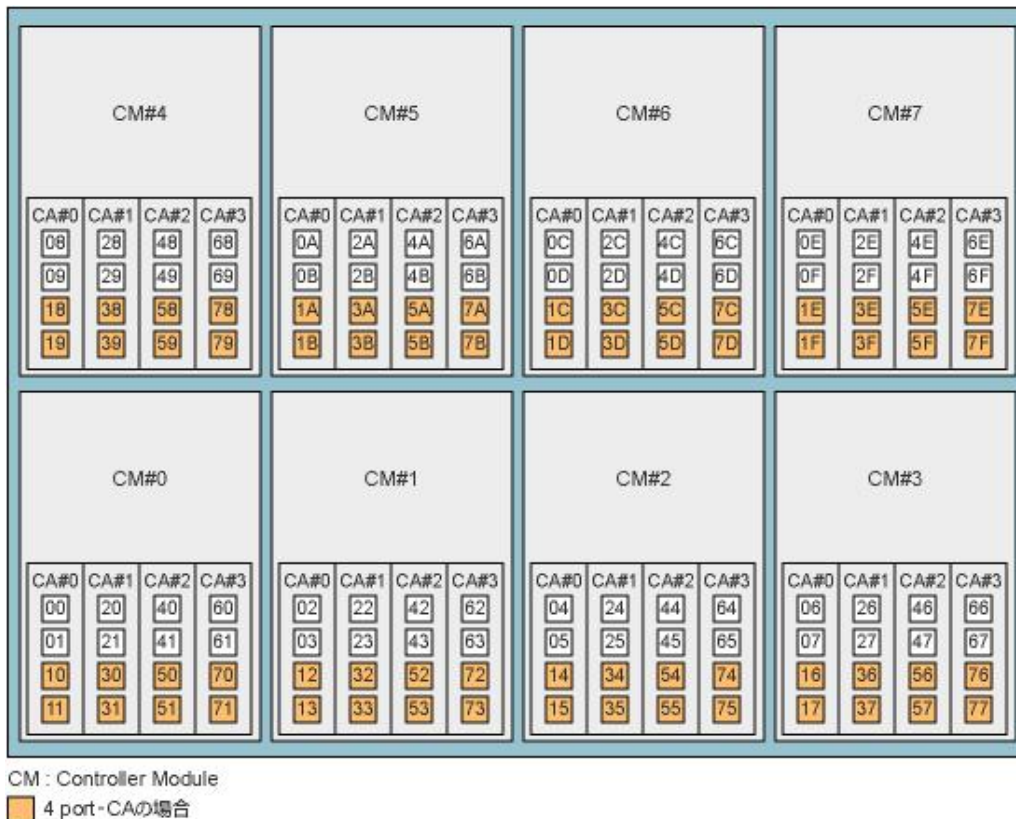 CM#4 CM#5 CM#6 CM#7
CA#0 CA#1 CA#2 CA#3 CA#0 CA#1 CA#2 CA#3 CA#0 CA#1 CA#2 CA#3 CA#0 CA#1 CA#2 CA#3
08 28 48 68 0A 2A 4A 6A 0C 2C 4C 6C 0E 2E 4E 6E
09 29 49 69 0B 2B 4B 6B 0D 2D 4D 6D 0F 2F 4F 6F
18 38 58 78 1A 3A 5A 7A 1C 3C 5C 7C 1E 3E 5E 7E
19 39 59 79 1B 3B 5B 7B 1D 3D 5D 7D 1F 3F 5F 7F
CM#0 CM#1 CM#2 CM#3
CA#0 CA#1 CA#2 CA#3 CA#0 CA#1 CA#2 CA#3 CA#0 CA#1 CA#2 CA#3 CA#0 CA#1 CA#2 CA#3
00 20 40 60 02 22 42 62 04 24 44 64 06 26 46 66
01 21 41 61 03 23 43 63 05 25 45 65 07 27 47 67
10 30 50 70 12 32 52 72 14 34 54 74 16 36 56 76
11 31 51 71 13 33 53 73 15 35 55 75 17 37 57 77
CM : Controller Module
4 port-CAの場合